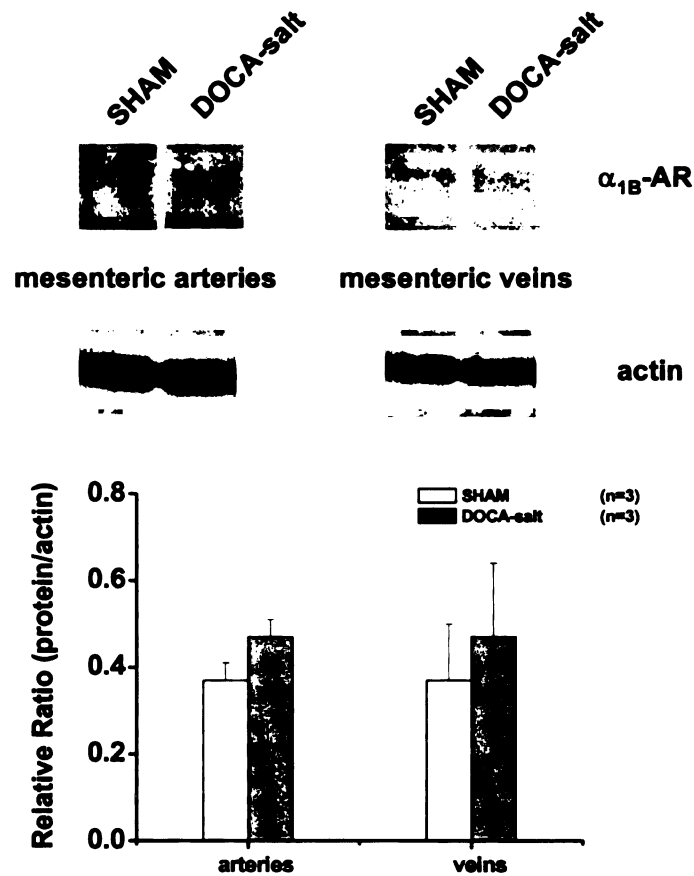 SHAM DOCA-salt SHAM DOCA-salt
α1B-AR
mesenteric arteries mesenteric veins
actin
Relative Ratio (protein/actin)
0.8
0.6
0.4
0.2
0.0
SHAM (n=3)
DOCA-salt (n=3)
arteries veins